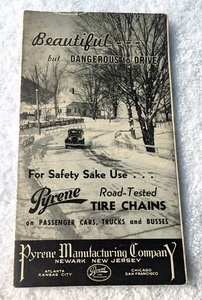 Beautiful ---
but DANGEROUS to DRIVE
For Safety Sake Use . . .
Pyrene Road-Tested
TIRE CHAINS
on PASSENGER CARS, TRUCKS and BUSSES
Pyrene Manufacturing Company
NEWARK NEW JERSEY
ATLANTA
KANSAS CITY
Pyrene
CHICAGO
SAN FRANCISCO